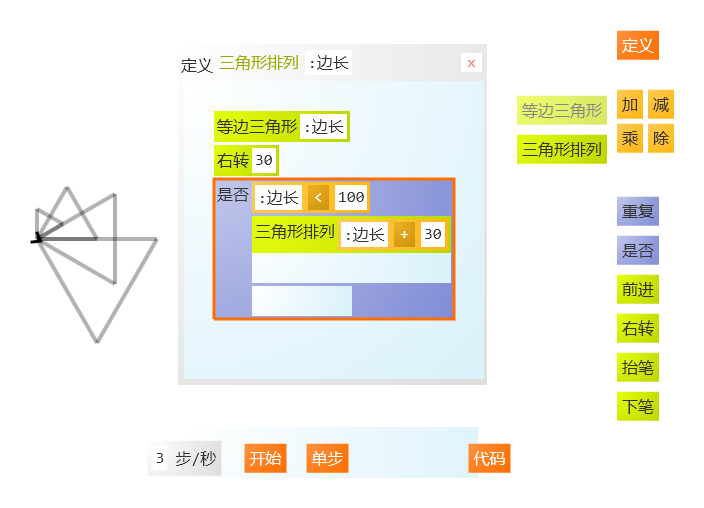 定义 三角形排列 :边长 x
等边三角形 :边长
右转 30
是否 :边长 < 100
三角形排列 :边长 + 30
定义
等边三角形 加 减
三角形排列 乘 除
重复
是否
前进
右转
抬笔
下笔
3 步/秒 开始 单步 代码